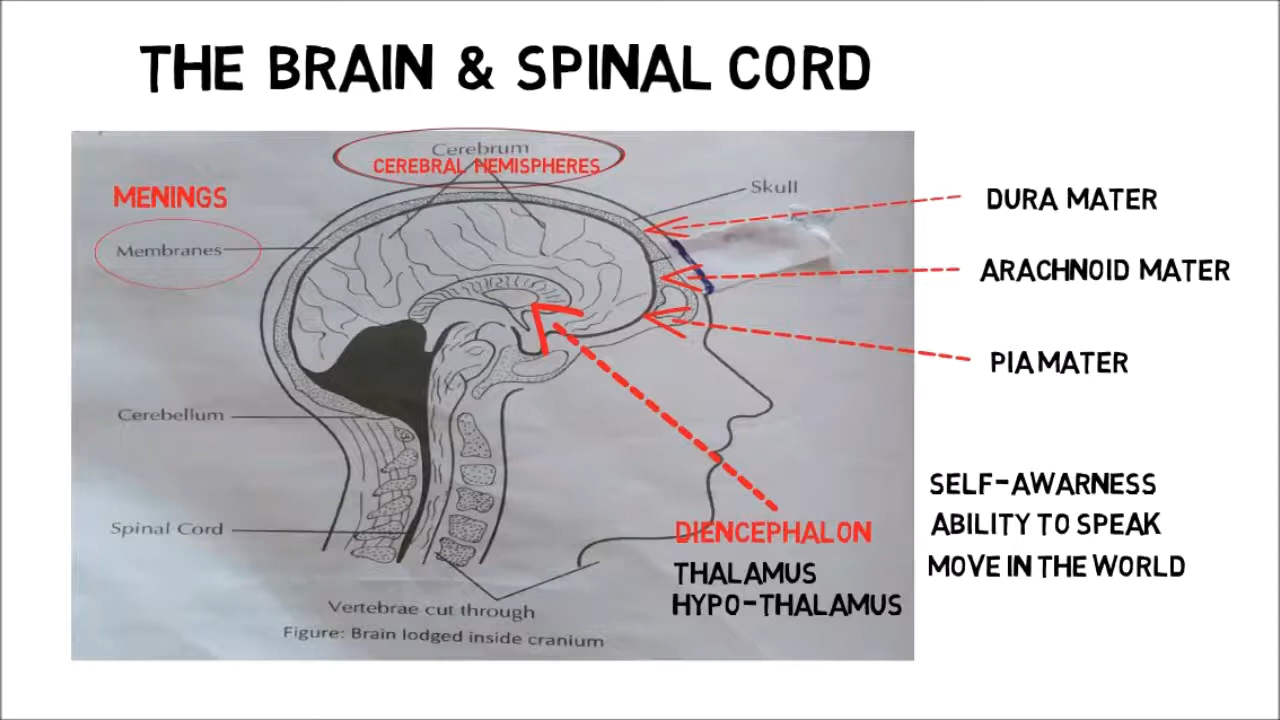 THE BRAIN & SPINAL CORD
Cerebrum
CEREBRAL HEMISPHERES
MENINGS
Skull
DURA MATER
Membranes
ARACHNOID MATER
PIA MATER
Cerebellum
SELF-AWARNESS
ABILITY TO SPEAK
MOVE IN THE WORLD
Spinal Cord
DIENCEPHALON
THALAMUS
HYPO-THALAMUS
Vertebrae cut through
Figure: Brain lodged inside cranium